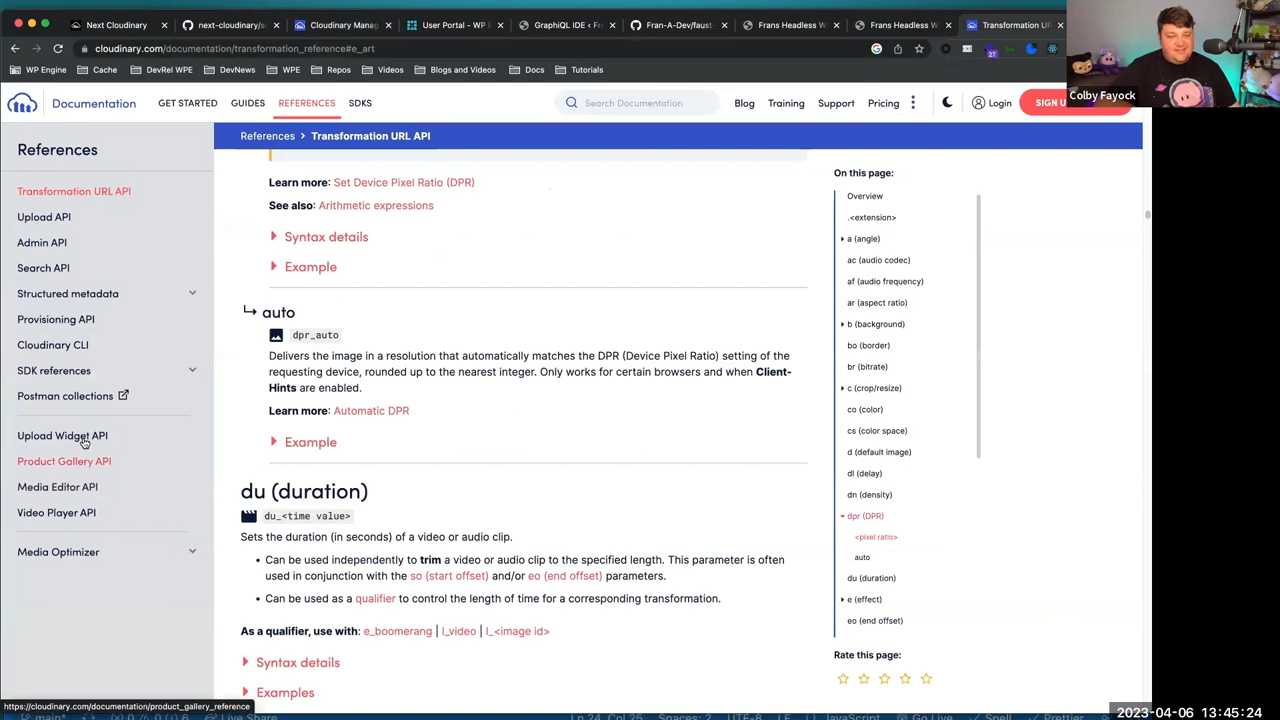 Next Cloudinary
next-cloudinary/sc
Cloudinary Manag
User Portal - WP E
GraphiQL IDE ‹ Fr
Fran-A-Dev/faust
Frans Headless W
Frans Headless W
Transformation UR
cloudinary.com/documentation/transformation_reference#e_art
27
WP Engine
Cache
DevRel WPE
DevNews
WPE
Repos
Videos
Blogs and Videos
Docs
Tutorials
Colby Fayock
Documentation
GET STARTED
GUIDES
REFERENCES
SDKS
Search Documentation
Blog
Training
Support
Pricing
Login
SIGN U
References
References > Transformation URL API
Transformation URL API
Upload API
Admin API
Search API
Structured metadata
Provisioning API
Cloudinary CLI
SDK references
Postman collections
Upload Widget API
Product Gallery API
Media Editor API
Video Player API
Media Optimizer
Learn more: Set Device Pixel Ratio (DPR)
See also: Arithmetic expressions
Syntax details
Example
auto
dpr_auto
Delivers the image in a resolution that automatically matches the DPR (Device Pixel Ratio) setting of the
requesting device, rounded up to the nearest integer. Only works for certain browsers and when Client-
Hints are enabled.
Learn more: Automatic DPR
Example
du (duration)
du_<time value>
Sets the duration (in seconds) of a video or audio clip.
• Can be used independently to trim a video or audio clip to the specified length. This parameter is often
used in conjunction with the so (start offset) and/or eo (end offset) parameters.
• Can be used as a qualifier to control the length of time for a corresponding transformation.
As a qualifier, use with: e_boomerang | l_video | l_<image id>
Syntax details
Examples
On this page:
Overview
.<extension>
a (angle)
ac (audio codec)
af (audio frequency)
ar (aspect ratio)
b (background)
bo (border)
br (bitrate)
c (crop/resize)
co (color)
cs (color space)
d (default image)
dl (delay)
dn (density)
dpr (DPR)
<pixel ratio>
auto
du (duration)
e (effect)
eo (end offset)
Rate this page:
https://cloudinary.com/documentation/product_gallery_reference
2023-04-06 13:45:24